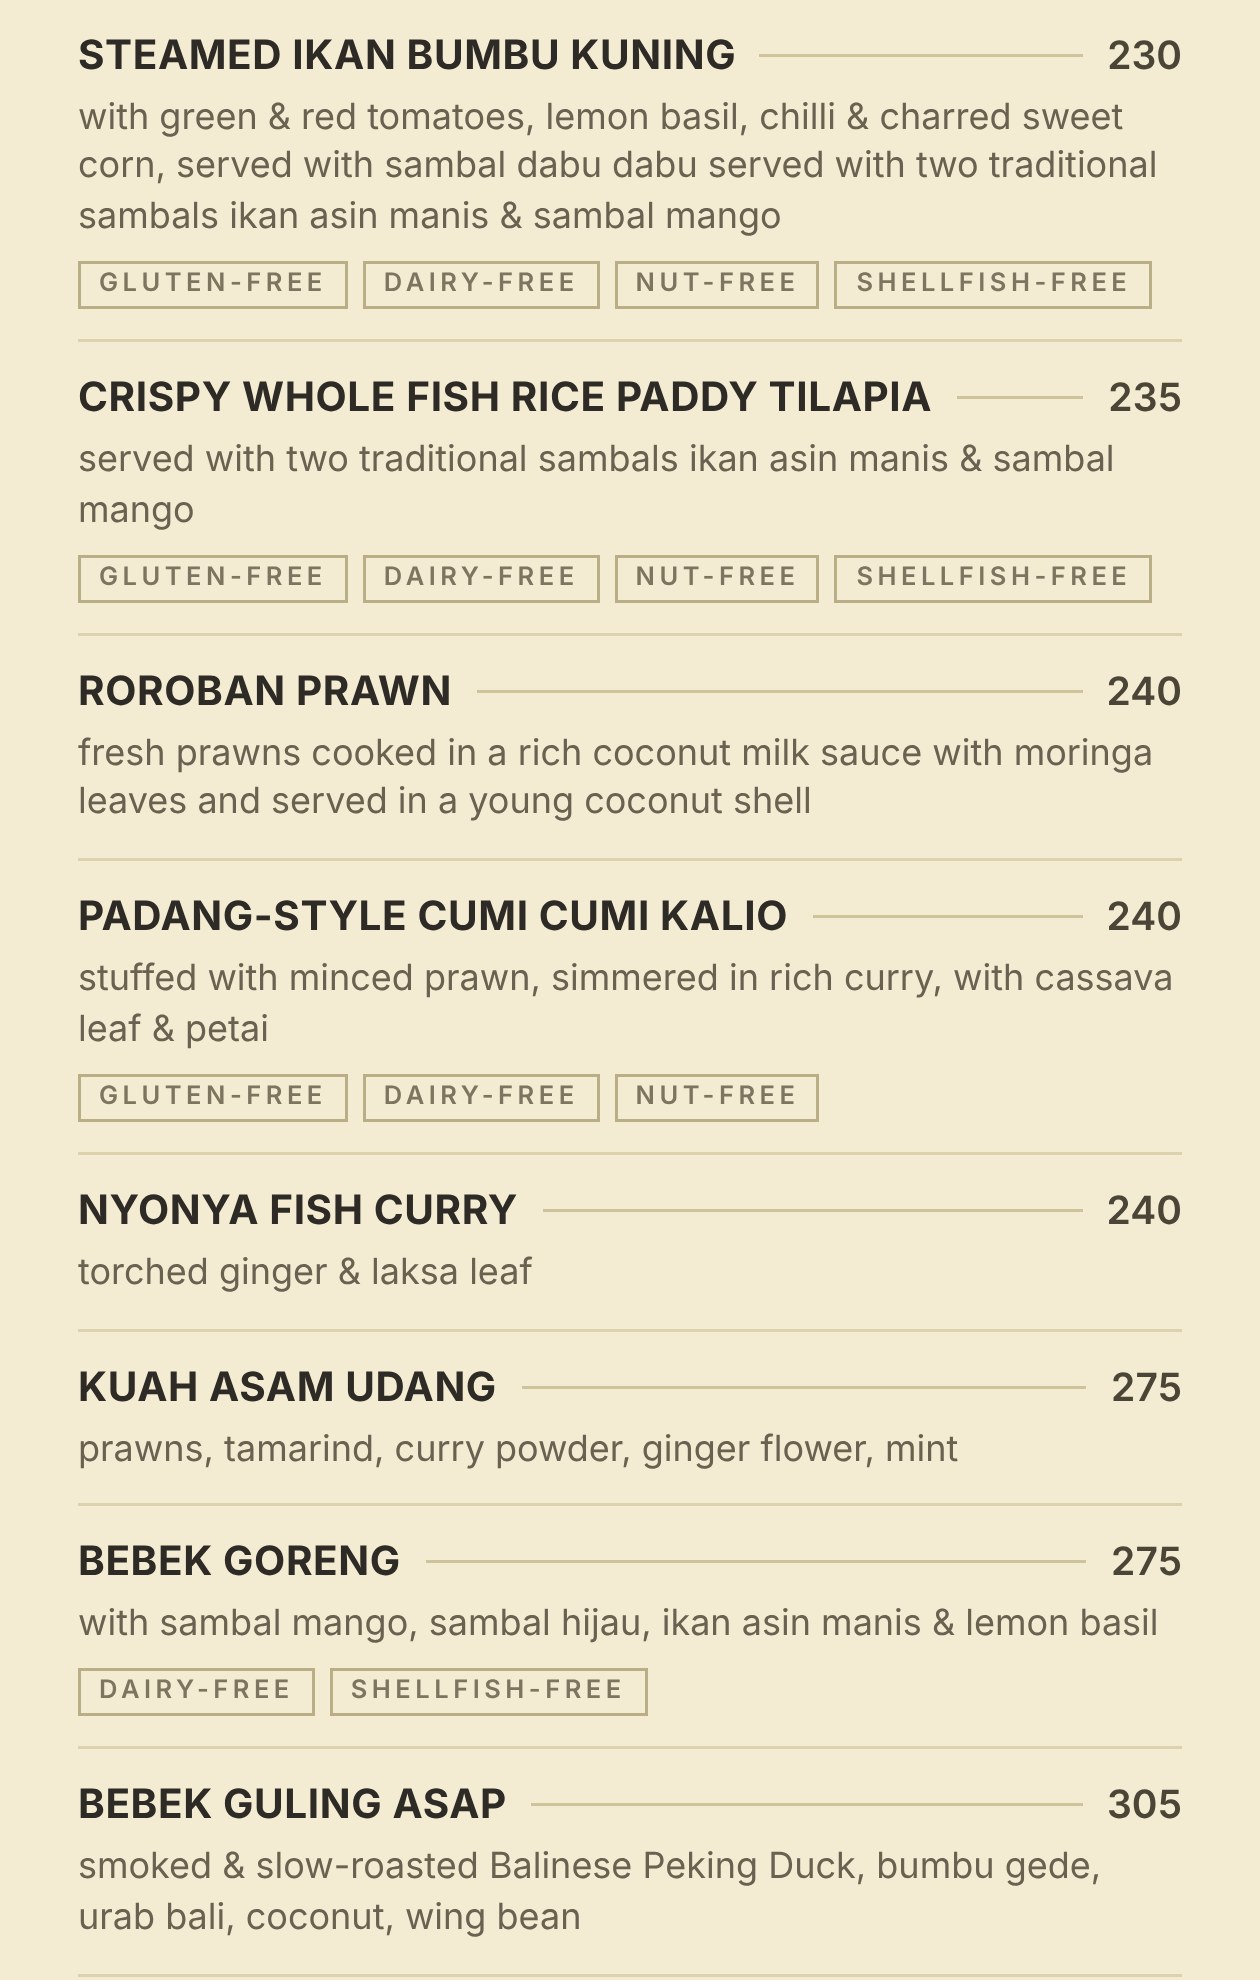 STEAMED IKAN BUMBU KUNING 230
with green & red tomatoes, lemon basil, chilli & charred sweet
corn, served with sambal dabu dabu served with two traditional
sambals ikan asin manis & sambal mango
GLUTEN-FREE DAIRY-FREE NUT-FREE SHELLFISH-FREE
CRISPY WHOLE FISH RICE PADDY TILAPIA 235
served with two traditional sambals ikan asin manis & sambal
mango
GLUTEN-FREE DAIRY-FREE NUT-FREE SHELLFISH-FREE
ROROBAN PRAWN 240
fresh prawns cooked in a rich coconut milk sauce with moringa
leaves and served in a young coconut shell
PADANG-STYLE CUMI CUMI KALIO 240
stuffed with minced prawn, simmered in rich curry, with cassava
leaf & petai
GLUTEN-FREE DAIRY-FREE NUT-FREE
NYONYA FISH CURRY 240
torched ginger & laksa leaf
KUAH ASAM UDANG 275
prawns, tamarind, curry powder, ginger flower, mint
BEBEK GORENG 275
with sambal mango, sambal hijau, ikan asin manis & lemon basil
DAIRY-FREE SHELLFISH-FREE
BEBEK GULING ASAP 305
smoked & slow-roasted Balinese Peking Duck, bumbu gede,
urab bali, coconut, wing bean